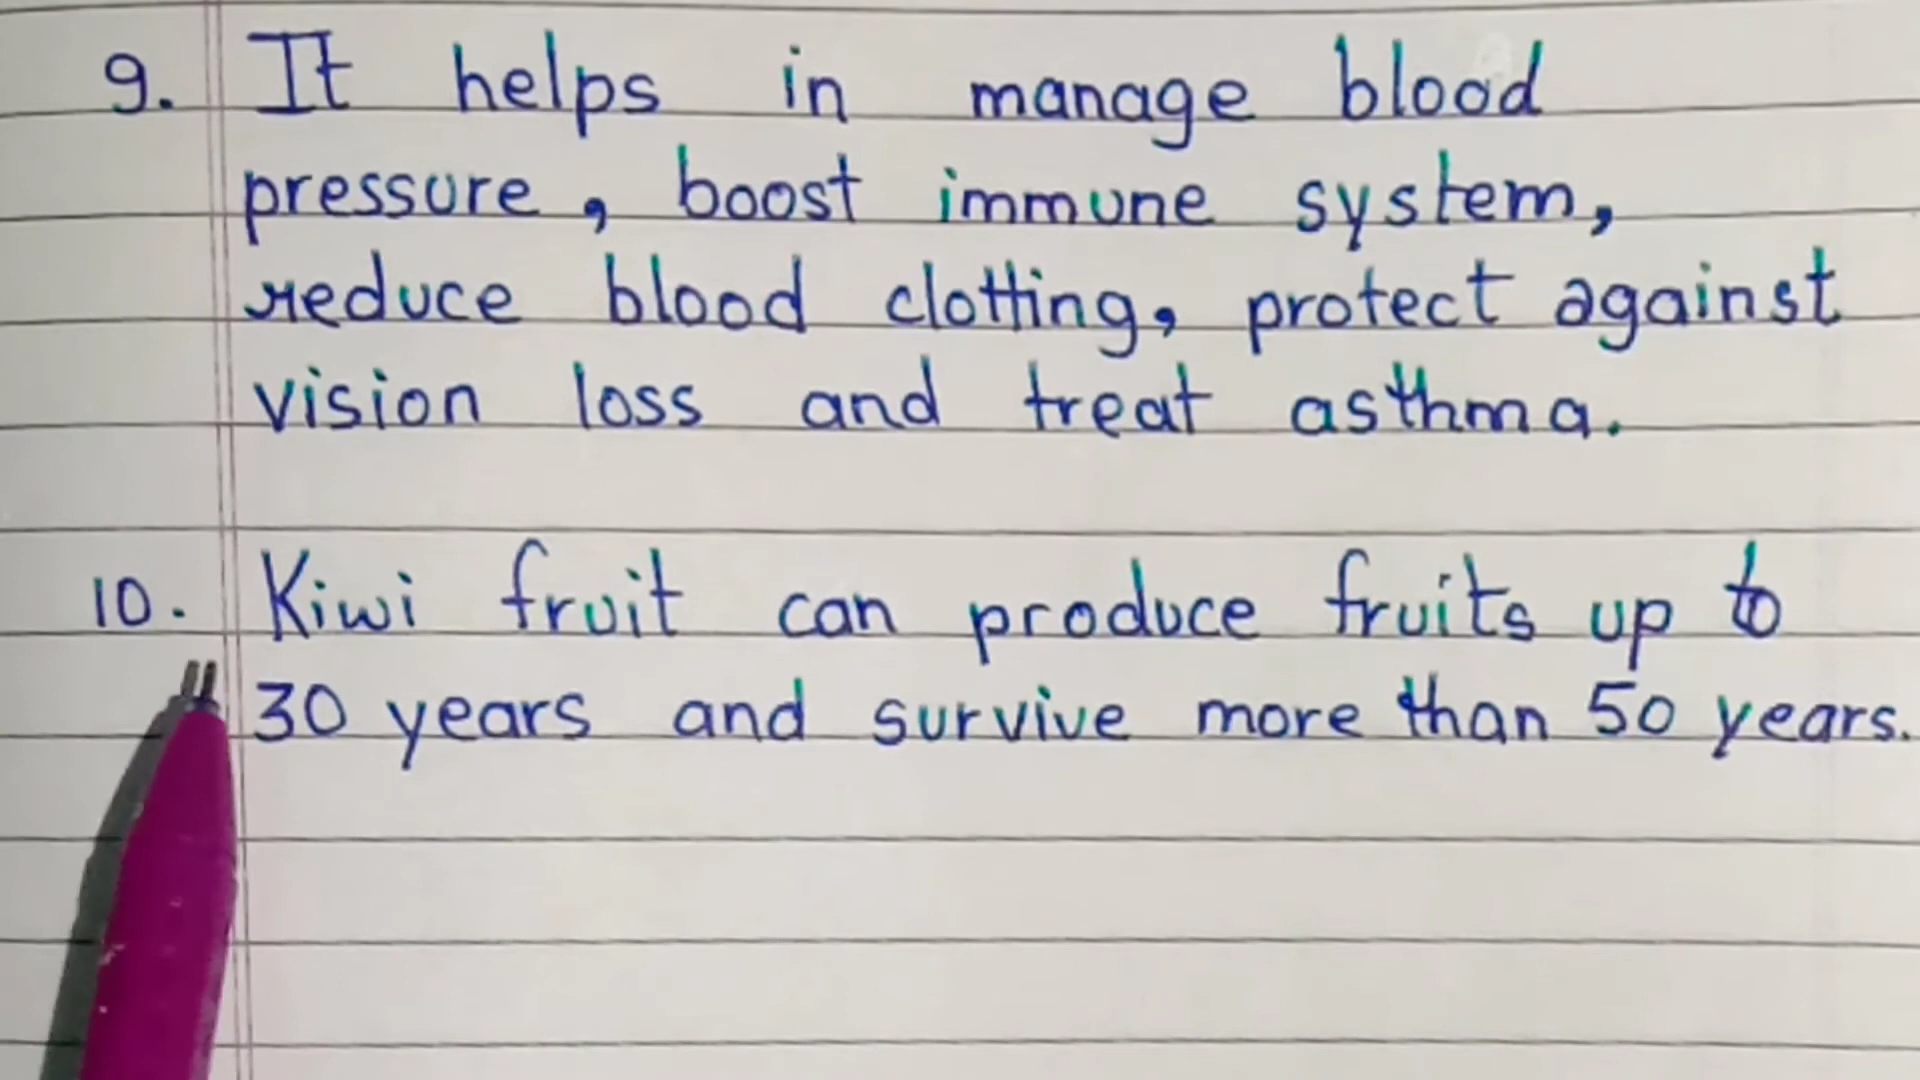 9. It helps in manage blood
pressure, boost immune system,
reduce blood clotting, protect against
vision loss and treat asthma.
10. Kiwi fruit can produce fruits up to
30 years and survive more than 50 years.